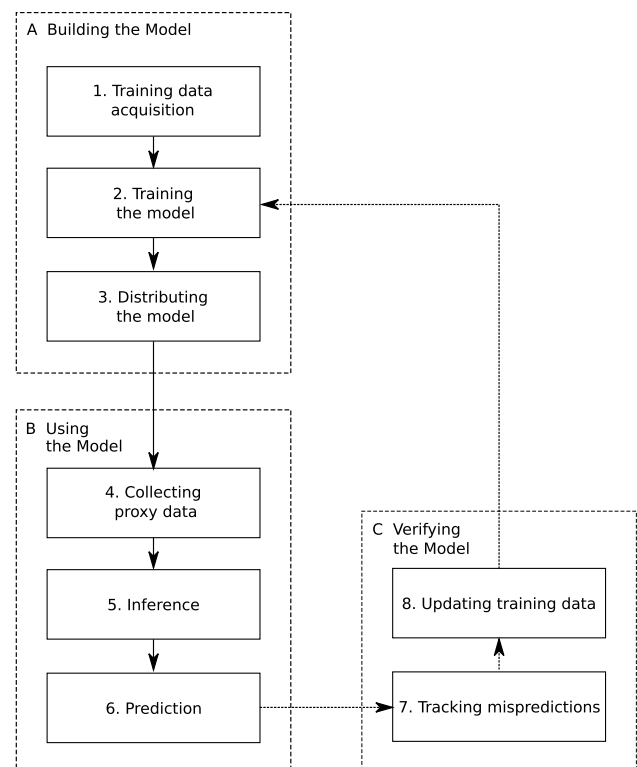 A Building the Model
1. Training data
acquisition
2. Training
the model
3. Distributing
the model
B Using
the Model
4. Collecting
proxy data
5. Inference
6. Prediction
C Verifying
the Model
8. Updating training data
7. Tracking mispredictions